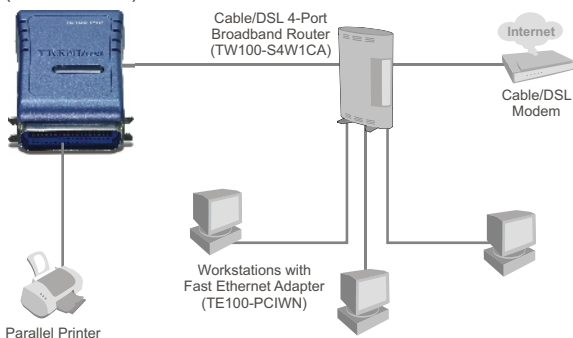 Cable/DSL 4-Port
Broadband Router
(TW100-S4W1CA)
Internet
Cable/DSL
Modem
Workstations with
Fast Ethernet Adapter
(TE100-PCIWN)
Parallel Printer